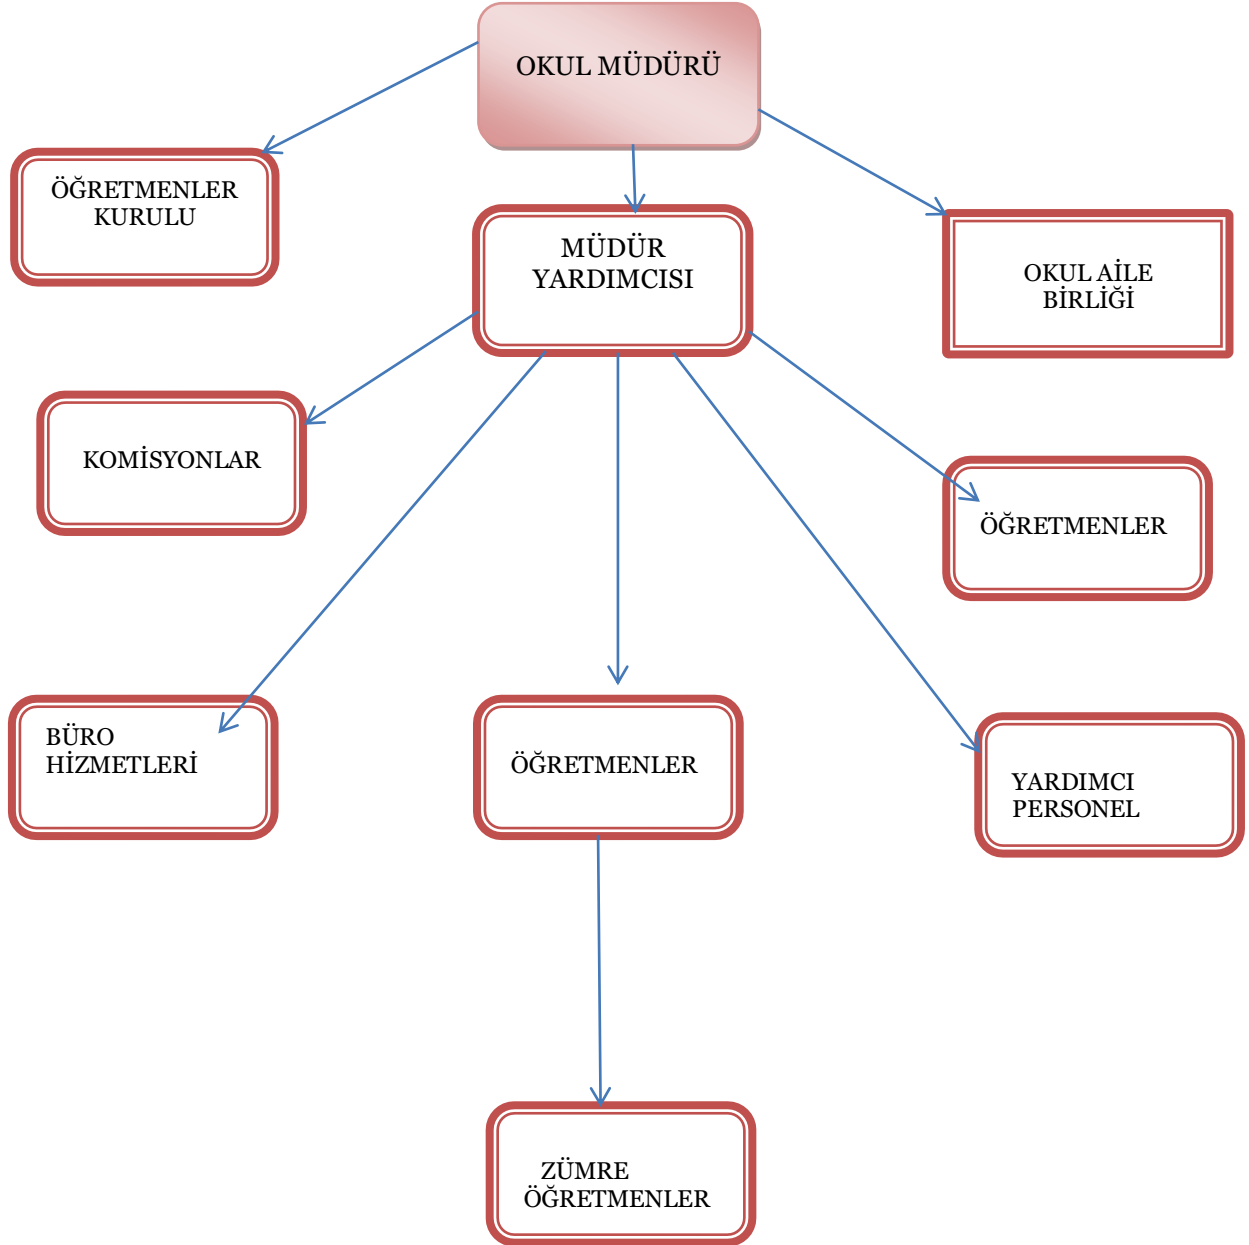 OKUL MÜDÜRÜ
ÖĞRETMENLER
KURULU
MÜDÜR
YARDIMCISI
OKUL AİLE
BİRLİĞİ
KOMİSYONLAR
ÖĞRETMENLER
BÜRO
HİZMETLERİ
ÖĞRETMENLER
YARDIMCI
PERSONEL
ZÜMRE
ÖĞRETMENLER